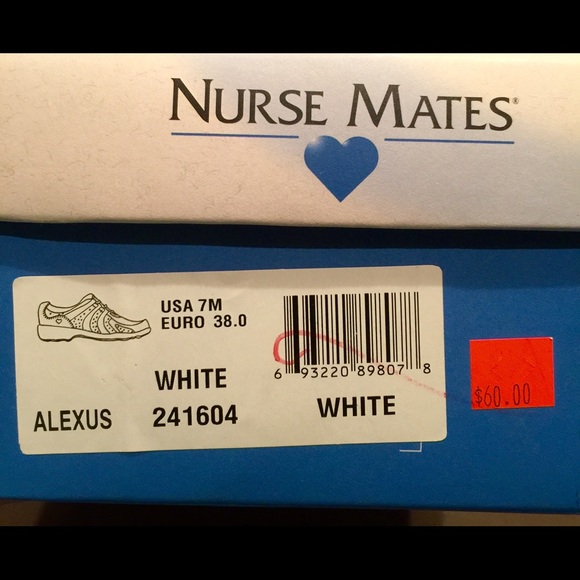 NURSE MATES®
USA 7M
EURO 38.0
WHITE
ALEXUS 241604
6 93220 89807 8
WHITE
$60.00